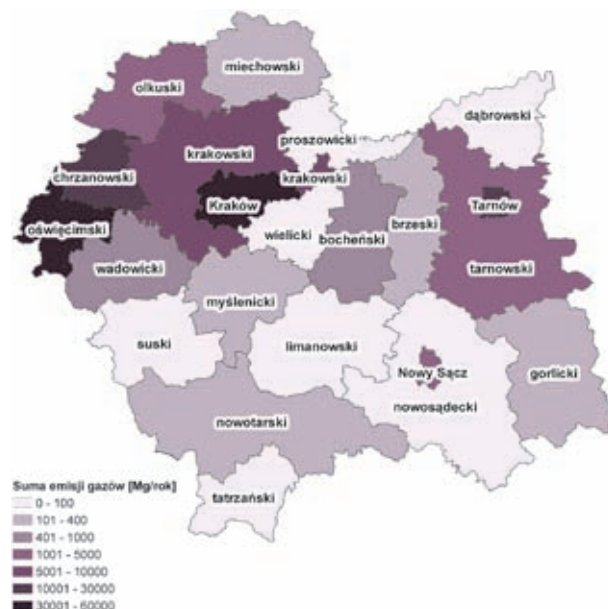 miechowski
olkuski
dąbrowski
proszowicki
krakowski
chrzanowski
krakowski
Kraków
Tarnów
oświęcimski
brzeski
wielicki
bocheński
wadowicki
tarnowski
myślenicki
suski
limanowski
Nowy Sącz
gorlicki
nowosądecki
nowotarski
tatrzański
Suma emisji gazów [Mg/rok]
0 - 100
101 - 400
401 - 1000
1001 - 5000
5001 - 10000
10001 - 30000
30001 - 60000